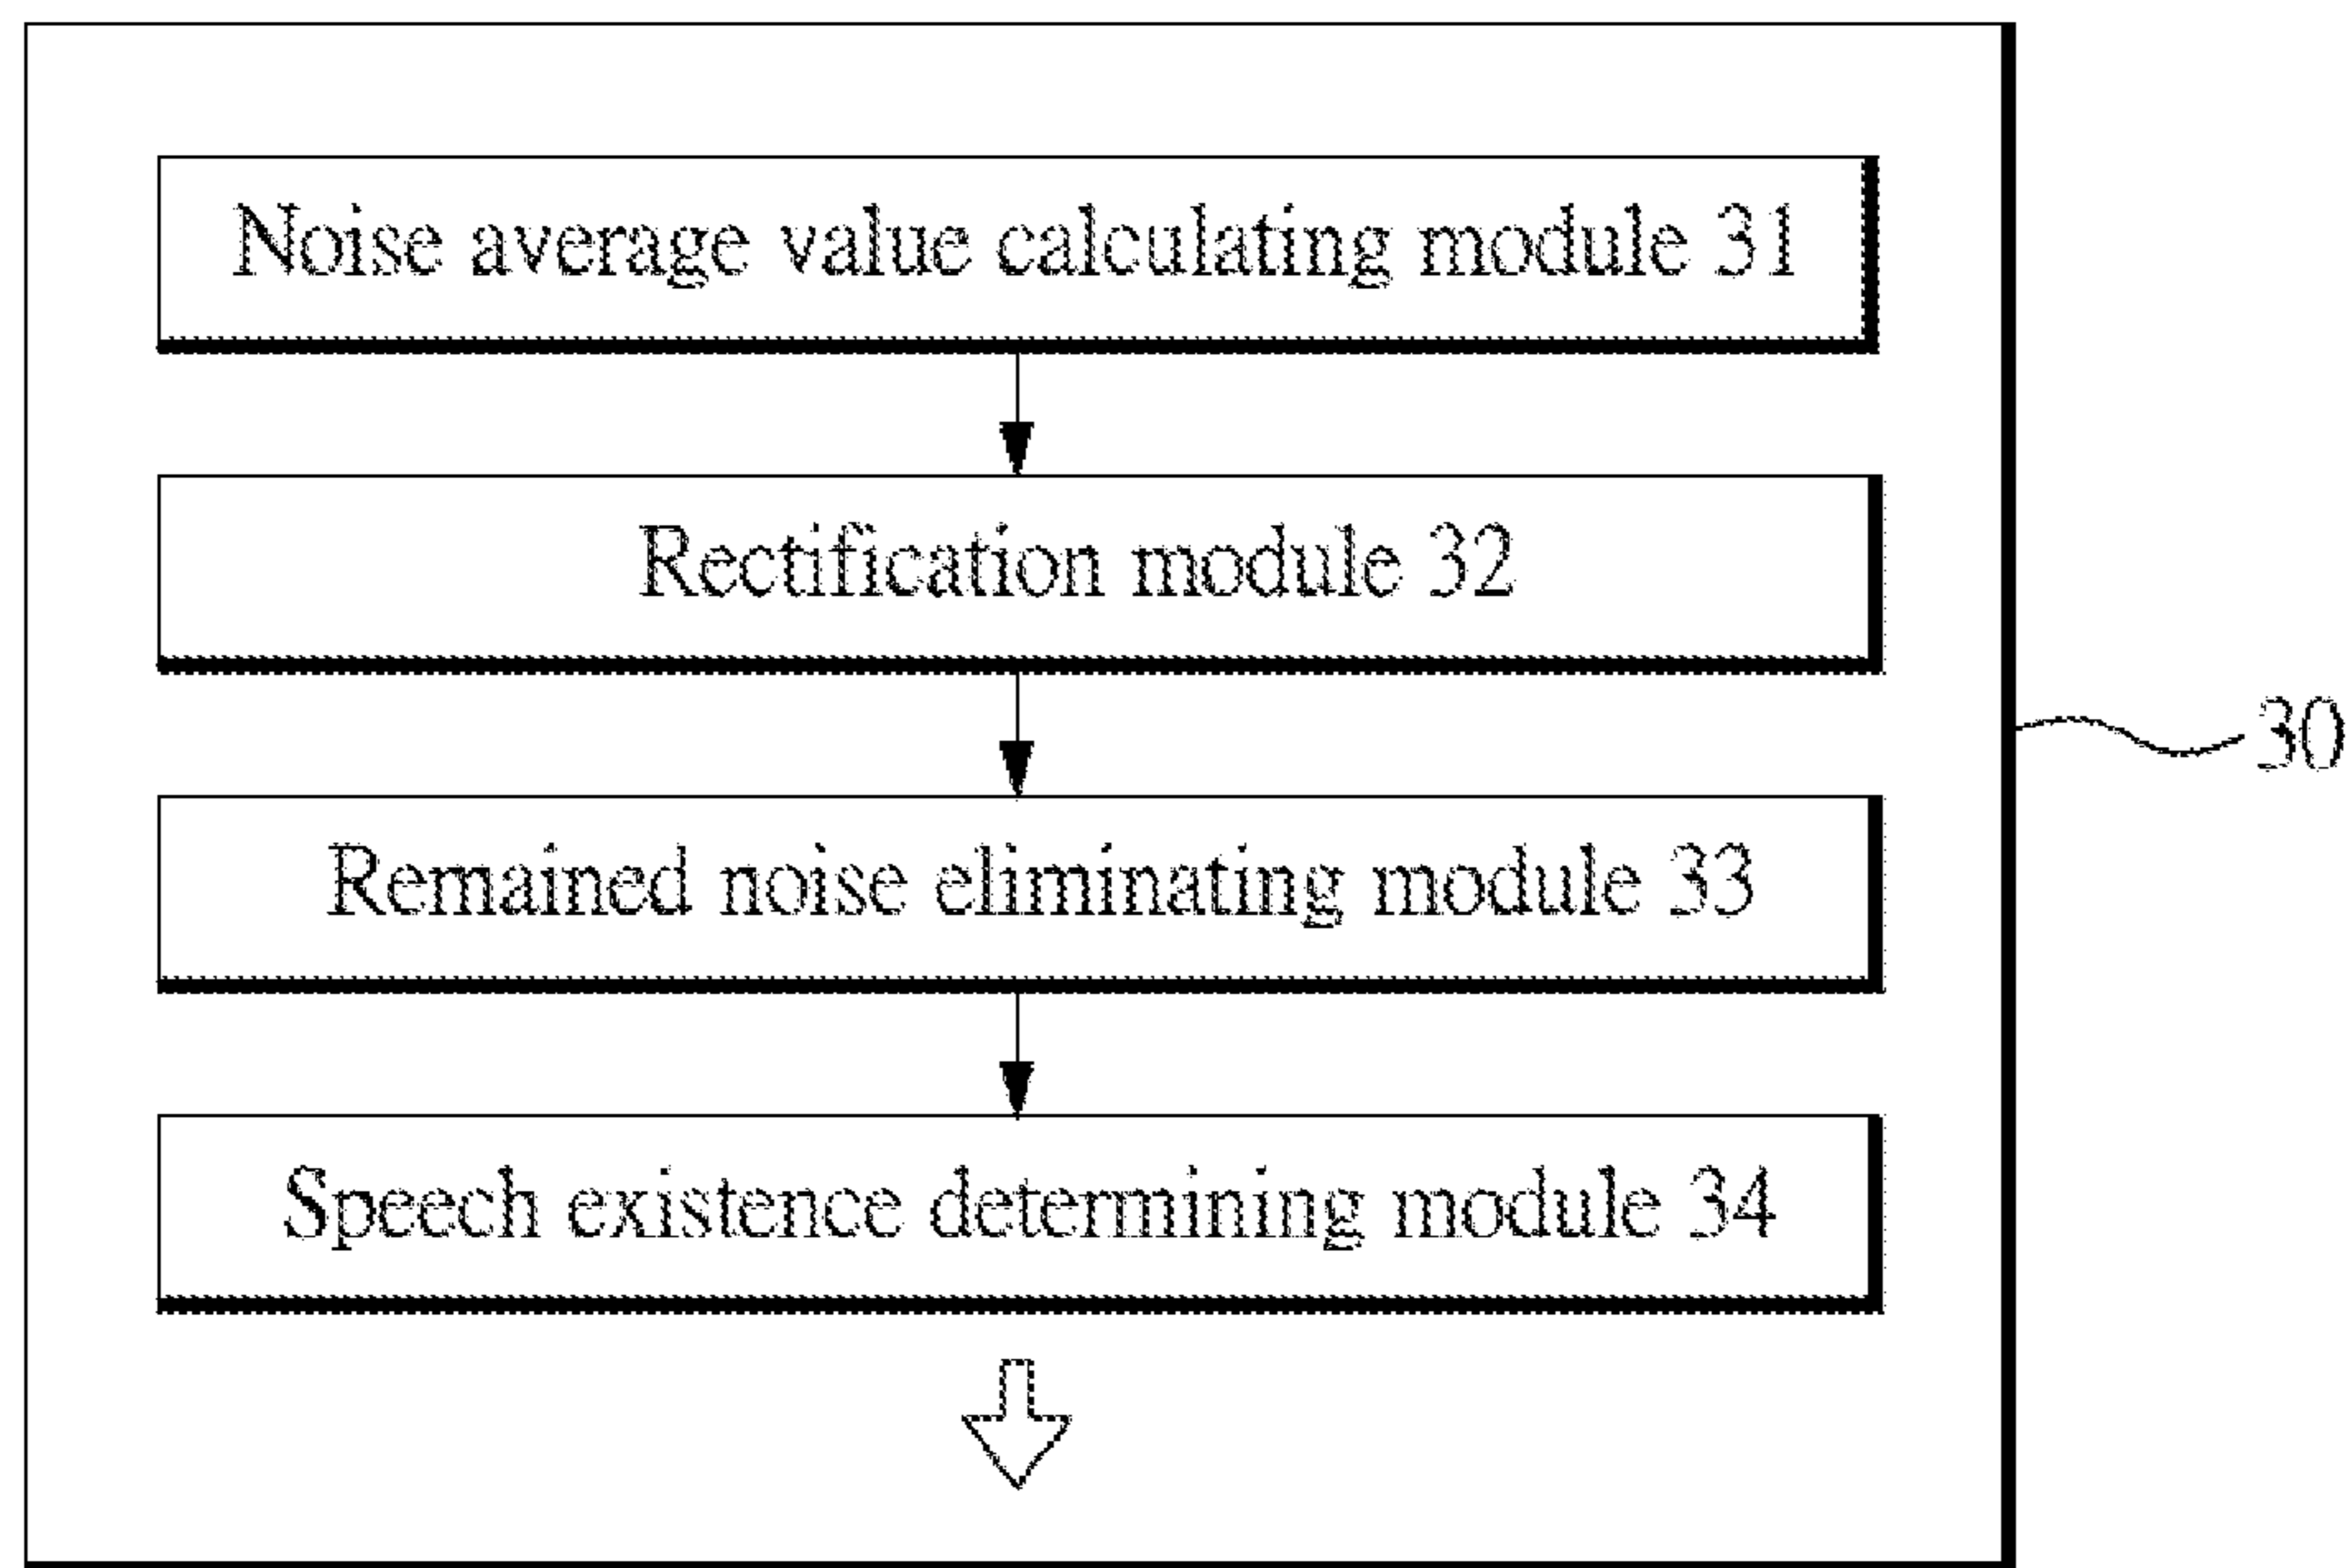 Noise average value calculating module 31
Rectification module 32
30
Remained noise eliminating module 33
Speech existence determining module 34